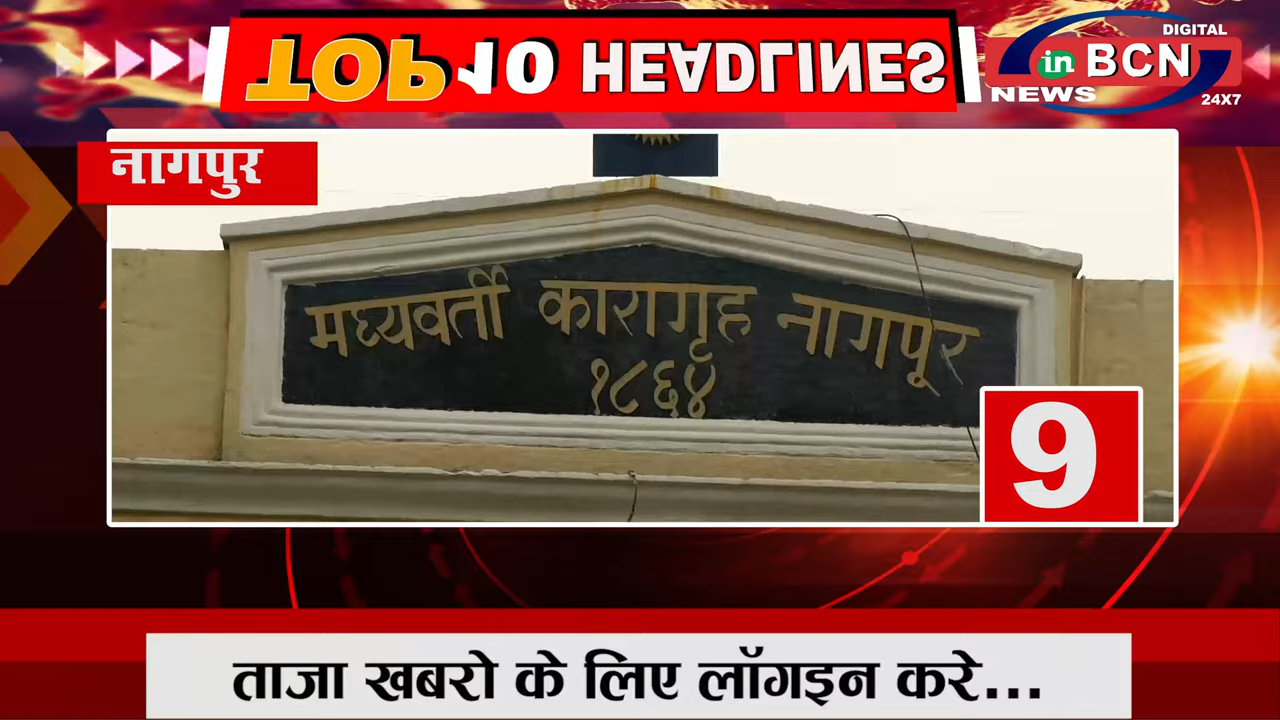 TOP 10 HEADLINES
DIGITAL
in BCN
NEWS
24X7
नागपुर
मध्यवर्ती कारागृह नागपूर
१८६४
9
ताजा खबरो के लिए लॉगइन करे...